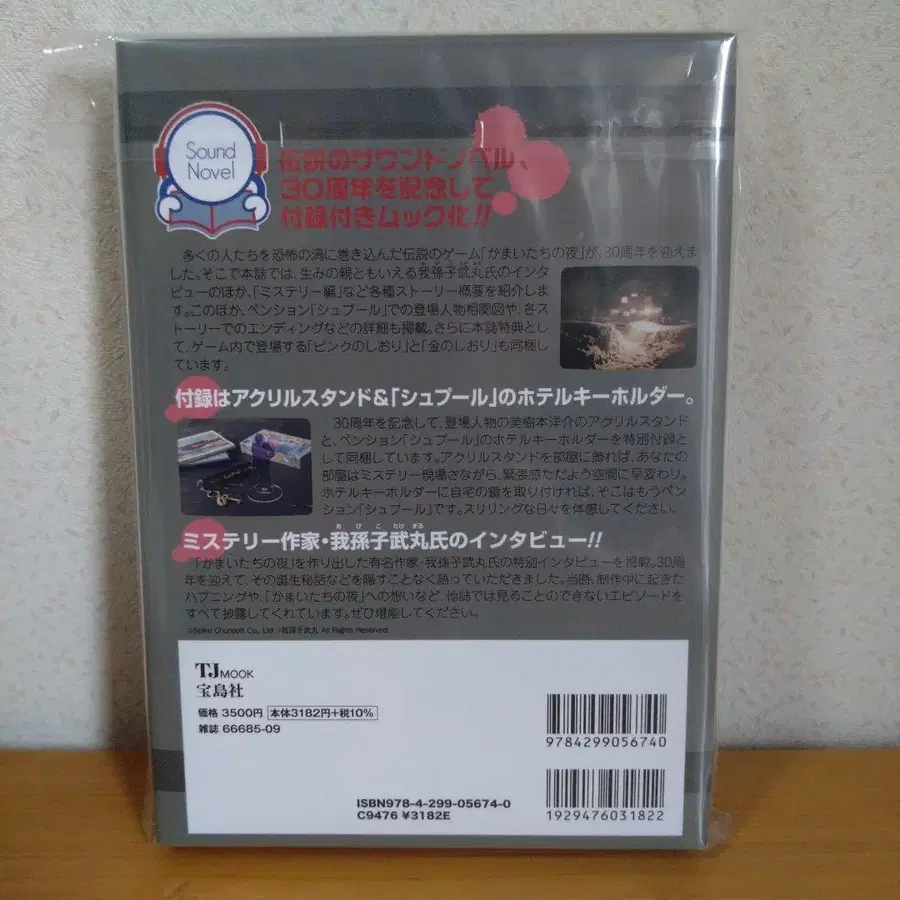 Sound
Novel
伝説のサウンドノベル、
30周年を記念して
付録付きムック化!!
多くの人たちを恐怖の渦に巻き込んだ伝説のゲーム「かまいたちの夜」が、30周年を迎えま
した。そこで本誌では、生みの親ともいえる我孫子武丸氏のインタ
ビューのほか、「ミステリー編」など各種ストーリー概要を紹介しま
す。このほか、ペンション「シュプール」での登場人物相関図や、各
ストーリーでのエンディングなどの詳細も掲載。さらに本誌特典とし
て、ゲーム内で登場する「ピンクのしおり」と「金のしおり」も同梱し
ています。
付録はアクリルスタンド&「シュプール」のホテルキーホルダー。
30周年を記念して、登場人物の美樹本洋介のアクリルスタンド
と、ペンション「シュプール」のホテルキーホルダーを特別付録と
して同梱しています。アクリルスタンドを部屋に飾れば、あなたの
部屋はミステリー現場さながら、緊張感ただよう空間に早変わり。
ホテルキーホルダーに自宅の鍵を取り付ければ、そこはもうペン
ション「シュプール」です。スリリングな日々を体感してください。
あびこ たけまる
ミステリー作家・我孫子武丸氏のインタビュー!!
「かまいたちの夜」を作り出した有名作家・我孫子武丸氏の特別インタビューを掲載。30周
年を迎えて、その誕生秘話などを隠すことなく語っていただきました。当時、制作中に起きた
ハプニングや、「かまいたちの夜」への想いなど、他誌では見ることのできないエピソードを
すべて披露してくれています。ぜひ堪能してください。
©Spike Chunsoft Co., Ltd./我孫子武丸 All Rights Reserved.
TJ MOOK
宝島社
価格 3500円 本体3182円+税10%
雑誌 66685-09
9784299056740
ISBN978-4-299-05674-0
C9476 ¥3182E
1929476031822